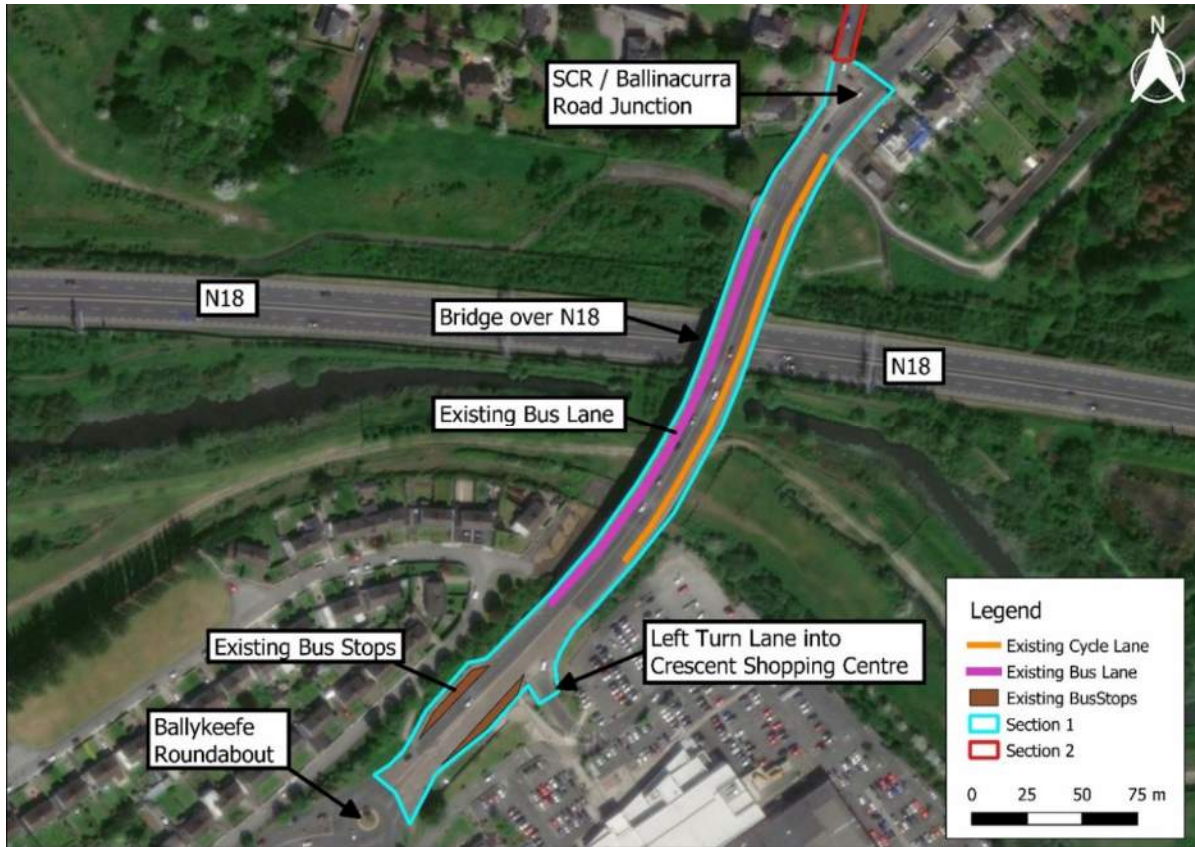 N
SCR / Ballinacurra
Road Junction
N18
Bridge over N18
N18
Existing Bus Lane
Existing Bus Stops
Left Turn Lane into
Crescent Shopping Centre
Ballykeefe
Roundabout
Legend
Existing Cycle Lane
Existing Bus Lane
Existing BusStops
Section 1
Section 2
0 25 50 75 m